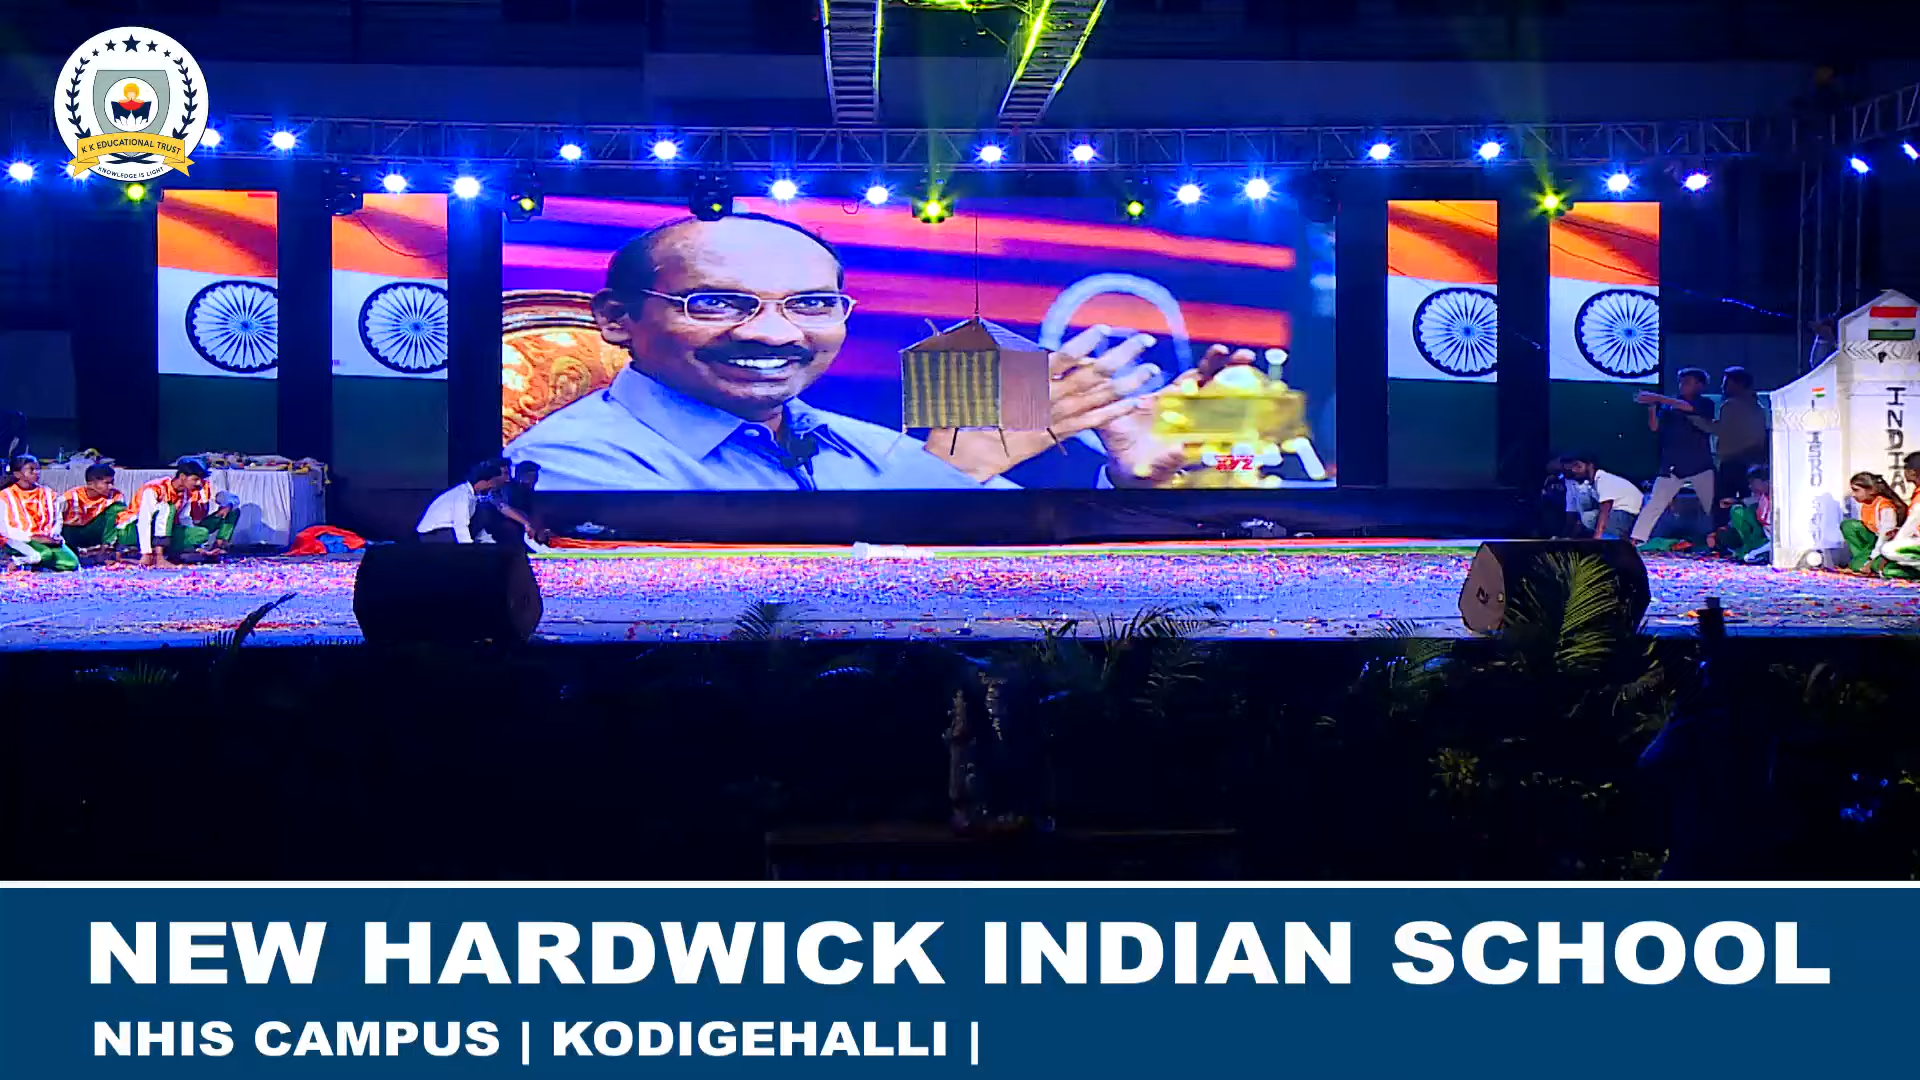 K K EDUCATIONAL TRUST
KNOWLEDGE IS LIGHT
INDIA
ISRO
NEW HARDWICK INDIAN SCHOOL
NHIS CAMPUS | KODIGEHALLI |